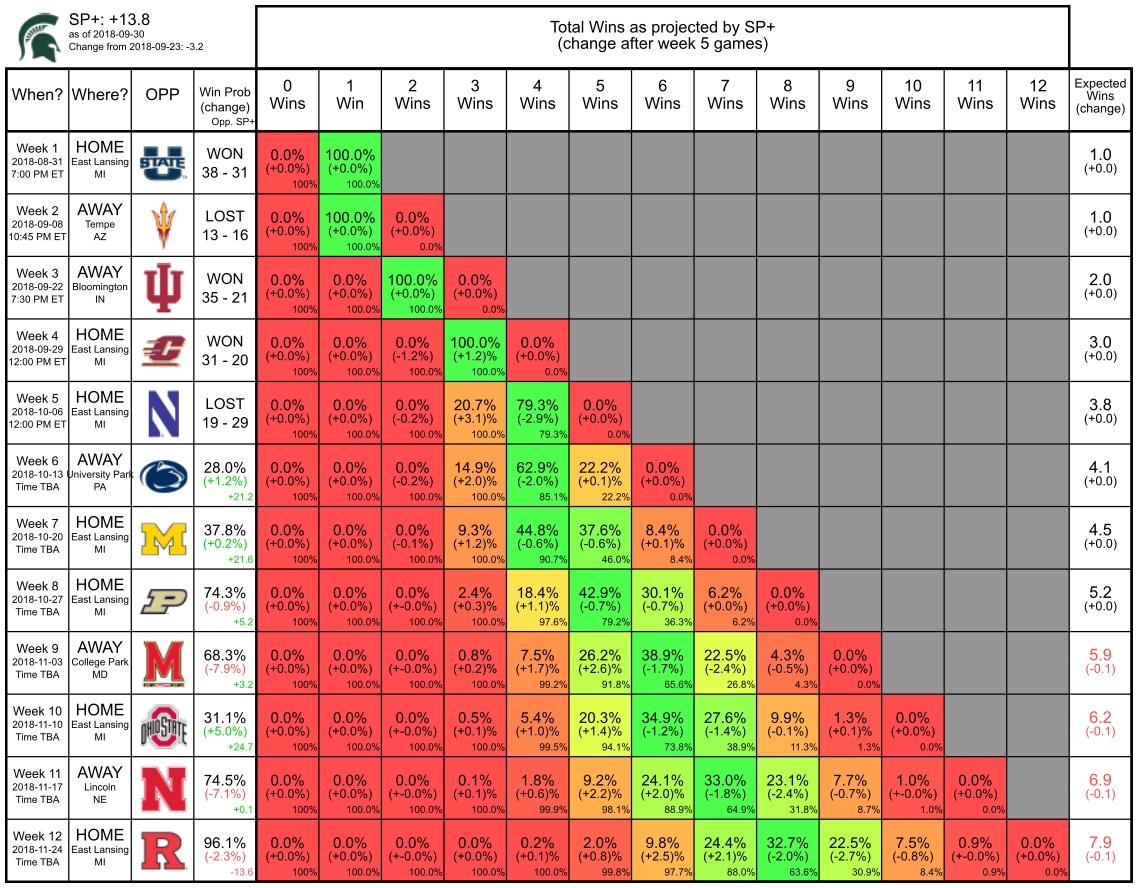 SP+: +13.8
as of 2018-09-30
Change from 2018-09-23: -3.2
Total Wins as projected by SP+
(change after week 5 games)
When? Where? OPP Win Prob (change) Opp. SP+ 0 Wins 1 Win 2 Wins 3 Wins 4 Wins 5 Wins 6 Wins 7 Wins 8 Wins 9 Wins 10 Wins 11 Wins 12 Wins Expected Wins (change)
Week 1 HOME WON 0.0% 100.0% 1.0
2018-08-31 East Lansing U STATE (+0.0%) (+0.0%) (+0.0)
7:00 PM ET MI 38 - 31 100% 100.0%
Week 2 AWAY LOST 0.0% 100.0% 0.0% 1.0
2018-09-08 Tempe (+0.0%) (+0.0%) (+0.0%) (+0.0)
10:45 PM ET AZ 13 - 16 100% 100.0% 0.0%
Week 3 AWAY WON 0.0% 0.0% 100.0% 0.0% 2.0
2018-09-22 Bloomington (+0.0%) (+0.0%) (+0.0%) (+0.0%) (+0.0)
7:30 PM ET IN 35 - 21 100% 100.0% 100.0% 0.0%
Week 4 HOME WON 0.0% 0.0% 0.0% 100.0% 0.0% 3.0
2018-09-29 East Lansing C (+0.0%) (+0.0%) (-1.2%) (+1.2)% (+0.0%) (+0.0)
12:00 PM ET MI 31 - 20 100% 100.0% 100.0% 100.0% 0.0%
Week 5 HOME LOST 0.0% 0.0% 0.0% 20.7% 79.3% 0.0% 3.8
2018-10-06 East Lansing N (+0.0%) (+0.0%) (-0.2%) (+3.1)% (-2.9%) (+0.0%) (+0.0)
12:00 PM ET MI 19 - 29 100% 100.0% 100.0% 100.0% 79.3% 0.0%
Week 6 AWAY 28.0% 0.0% 0.0% 0.0% 14.9% 62.9% 22.2% 0.0% 4.1
2018-10-13 University Park (+1.2%) (+0.0%) (+0.0%) (-0.2%) (+2.0)% (-2.0%) (+0.1)% (+0.0%) (+0.0)
Time TBA PA +21.2 100% 100.0% 100.0% 100.0% 85.1% 22.2% 0.0%
Week 7 HOME 37.8% 0.0% 0.0% 0.0% 9.3% 44.8% 37.6% 8.4% 0.0% 4.5
2018-10-20 East Lansing M (+0.2%) (+0.0%) (+0.0%) (-0.1%) (+1.2)% (-0.6%) (-0.6%) (+0.1)% (+0.0%) (+0.0)
Time TBA MI +21.6 100% 100.0% 100.0% 100.0% 90.7% 46.0% 8.4% 0.0%
Week 8 HOME 74.3% 0.0% 0.0% 0.0% 2.4% 18.4% 42.9% 30.1% 6.2% 0.0% 5.2
2018-10-27 East Lansing P (-0.9%) (+0.0%) (+0.0%) (+-0.0%) (+0.3)% (+1.1)% (-0.7%) (-0.7%) (+0.0)% (+0.0%) (+0.0)
Time TBA MI +5.2 100% 100.0% 100.0% 100.0% 97.6% 79.2% 36.3% 6.2% 0.0%
Week 9 AWAY 68.3% 0.0% 0.0% 0.0% 0.8% 7.5% 26.2% 38.9% 22.5% 4.3% 0.0% 5.9
2018-11-03 College Park M (-7.9%) (+0.0%) (+0.0%) (+-0.0%) (+0.2)% (+1.7)% (+2.6)% (-1.7%) (-2.4%) (-0.5%) (+0.0%) (-0.1)
Time TBA MD +3.2 100% 100.0% 100.0% 100.0% 99.2% 91.8% 65.6% 26.8% 4.3% 0.0%
Week 10 HOME 31.1% 0.0% 0.0% 0.0% 0.5% 5.4% 20.3% 34.9% 27.6% 9.9% 1.3% 0.0% 6.2
2018-11-10 East Lansing OHIO STATE (+5.0%) (+0.0%) (+0.0%) (+-0.0%) (+0.1)% (+1.0)% (+1.4)% (-1.2%) (-1.4%) (-0.1%) (+0.1)% (+0.0%) (-0.1)
Time TBA MI +24.7 100% 100.0% 100.0% 100.0% 99.5% 94.1% 73.8% 38.9% 11.3% 1.3% 0.0%
Week 11 AWAY 74.5% 0.0% 0.0% 0.0% 0.1% 1.8% 9.2% 24.1% 33.0% 23.1% 7.7% 1.0% 0.0% 6.9
2018-11-17 Lincoln N (-7.1%) (+0.0%) (+0.0%) (+-0.0%) (+0.1)% (+0.6)% (+2.2)% (+2.0)% (-1.8%) (-2.4%) (-0.7%) (+-0.0%) (+0.0%) (-0.1)
Time TBA NE +0.1 100% 100.0% 100.0% 100.0% 99.9% 98.1% 88.9% 64.9% 31.8% 8.7% 1.0% 0.0%
Week 12 HOME 96.1% 0.0% 0.0% 0.0% 0.0% 0.2% 2.0% 9.8% 24.4% 32.7% 22.5% 7.5% 0.9% 0.0% 7.9
2018-11-24 East Lansing R (-2.3%) (+0.0%) (+0.0%) (+-0.0%) (+0.0)% (+0.1)% (+0.8)% (+2.5)% (+2.1)% (-2.0%) (-2.7%) (-0.8%) (+-0.0%) (+0.0%) (-0.1)
Time TBA MI -13.6 100% 100.0% 100.0% 100.0% 100.0% 99.8% 97.7% 88.0% 63.6% 30.9% 8.4% 0.9% 0.0%